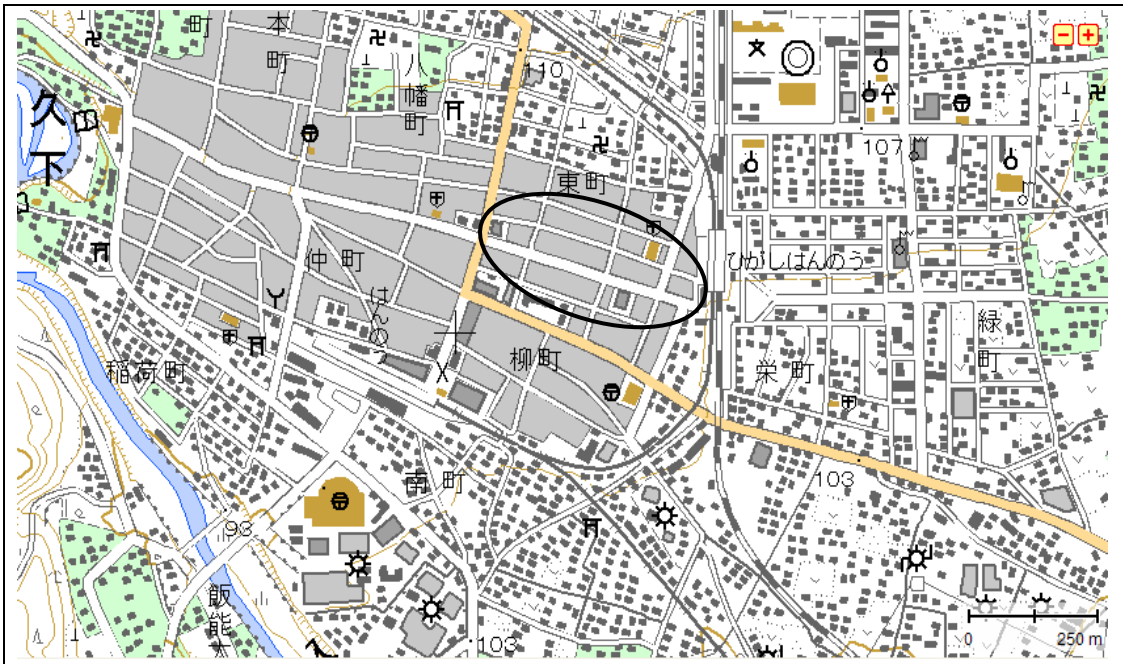 町
本町
八幡町
110
久下
東町
107
仲町
はんのう
ひがしはんのう
緑町
稲荷町
柳町
栄町
南町
103
93
飯能
103
0
250 m